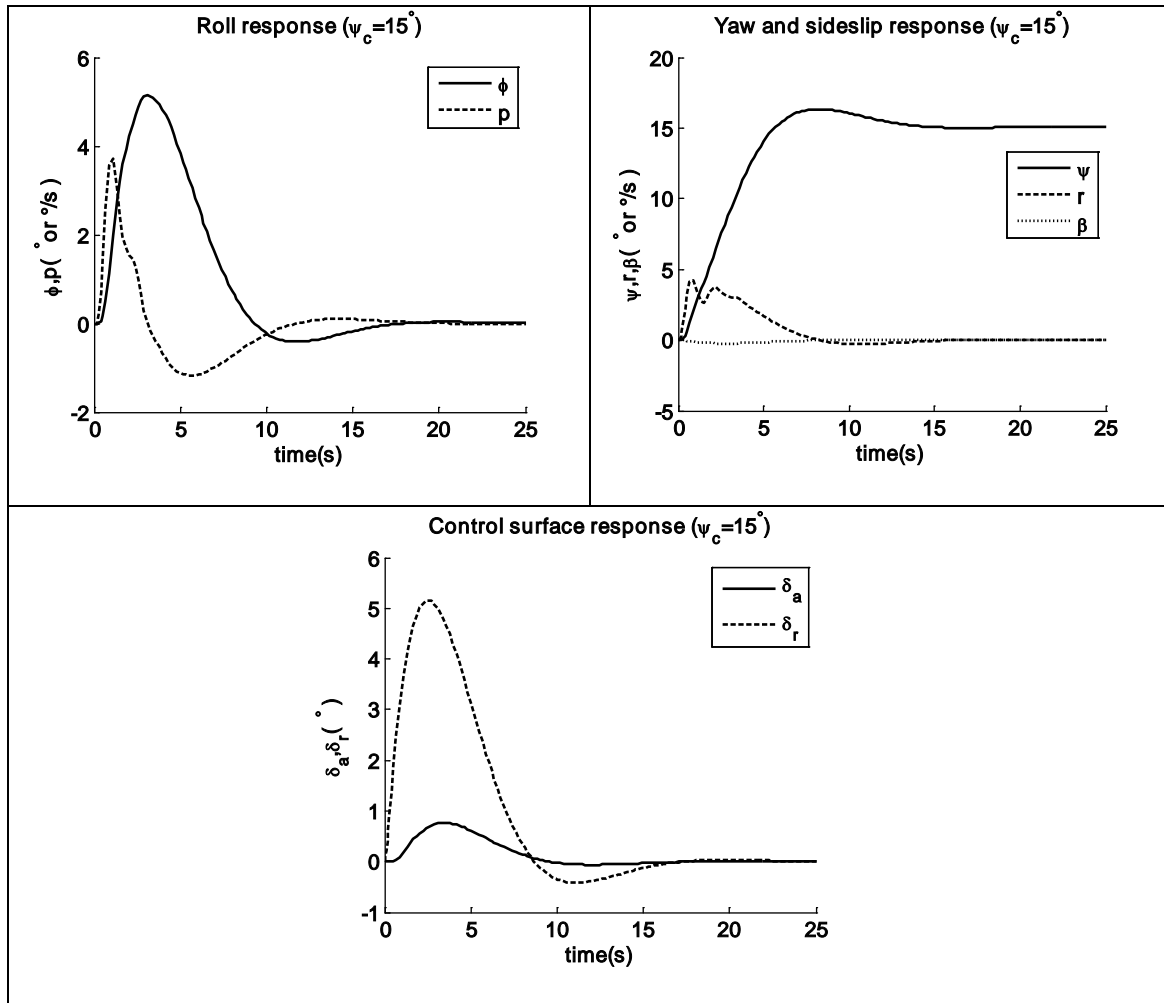 Roll response (ψc=15°)
6
4
2
0
-2
ϕ,p( °or °/s)
ϕ
p
0 5 10 15 20 25
time(s)
Yaw and sideslip response (ψc=15°)
20
15
10
5
0
-5
ψ,r,β( °or °/s)
ψ
r
β
0 5 10 15 20 25
time(s)
Control surface response (ψc=15°)
6
5
4
3
2
1
0
-1
δa,δr( °)
δa
δr
0 5 10 15 20 25
time(s)